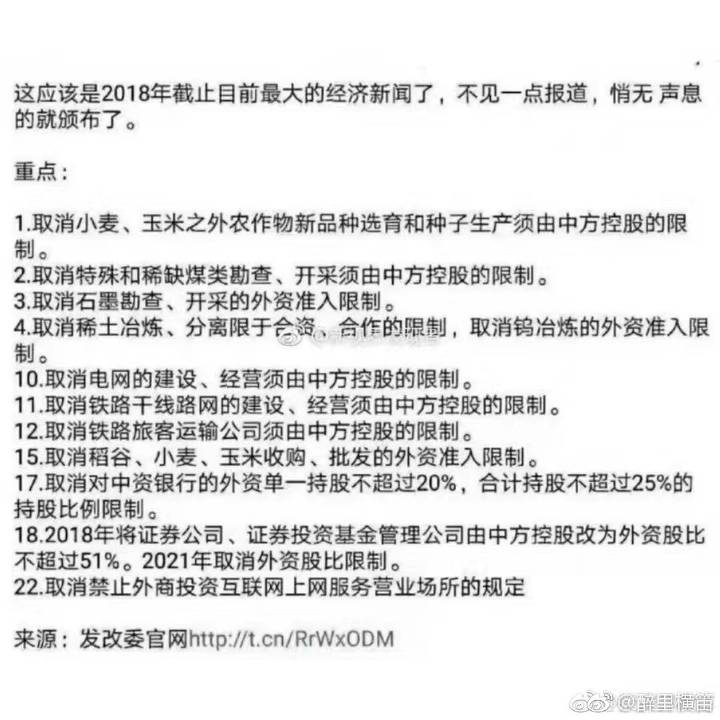 这应该是2018年截止目前最大的经济新闻了，不见一点报道，悄无 声息
的就颁布了。
重点：
1.取消小麦、玉米之外农作物新品种选育和种子生产须由中方控股的限
制。
2.取消特殊和稀缺煤类勘查、开采须由中方控股的限制。
3.取消石墨勘查、开采的外资准入限制。
4.取消稀土冶炼、分离限于合资、合作的限制，取消钨冶炼的外资准入限
制。
10.取消电网的建设、经营须由中方控股的限制。
11.取消铁路干线路网的建设、经营须由中方控股的限制。
12.取消铁路旅客运输公司须由中方控股的限制。
15.取消稻谷、小麦、玉米收购、批发的外资准入限制。
17.取消对中资银行的外资单一持股不超过20%，合计持股不超过25%的
持股比例限制。
18.2018年将证券公司、证券投资基金管理公司由中方控股改为外资股比
不超过51%。2021年取消外资股比限制。
22.取消禁止外商投资互联网上网服务营业场所的规定
来源：发改委官网http://t.cn/RrWxODM
@醉里横笛